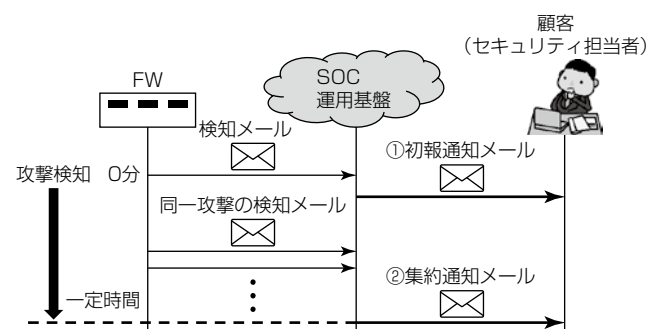 顧客
(セキュリティ担当者)
FW
SOC
運用基盤
検知メール
①初報通知メール
攻撃検知 0分
同一攻撃の検知メール
②集約通知メール
一定時間